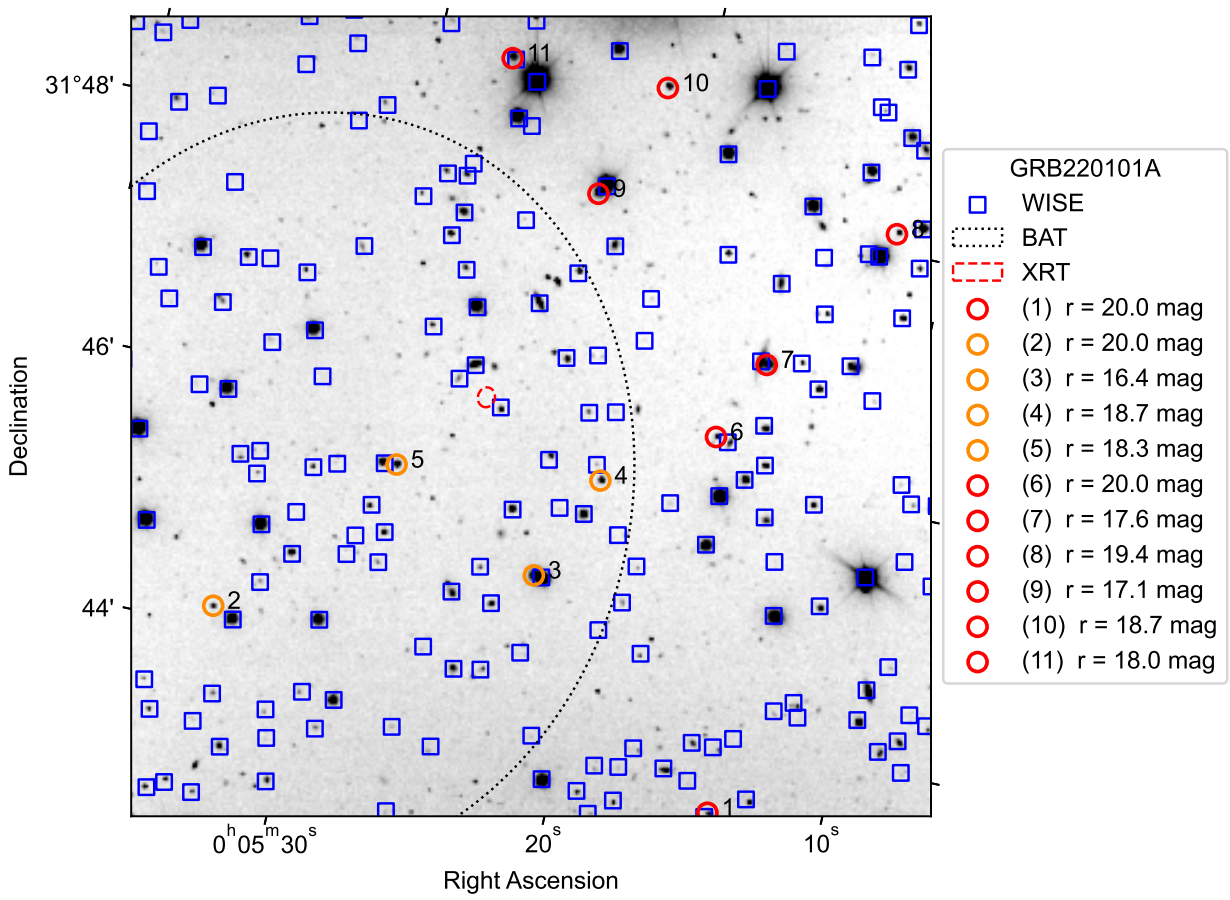 31°48'
46'
44'
Declination
11
10
9
8
7
6
5
4
3
2
1
0h05m30s
20s
10s
Right Ascension
GRB220101A
WISE
BAT
XRT
(1) r = 20.0 mag
(2) r = 20.0 mag
(3) r = 16.4 mag
(4) r = 18.7 mag
(5) r = 18.3 mag
(6) r = 20.0 mag
(7) r = 17.6 mag
(8) r = 19.4 mag
(9) r = 17.1 mag
(10) r = 18.7 mag
(11) r = 18.0 mag